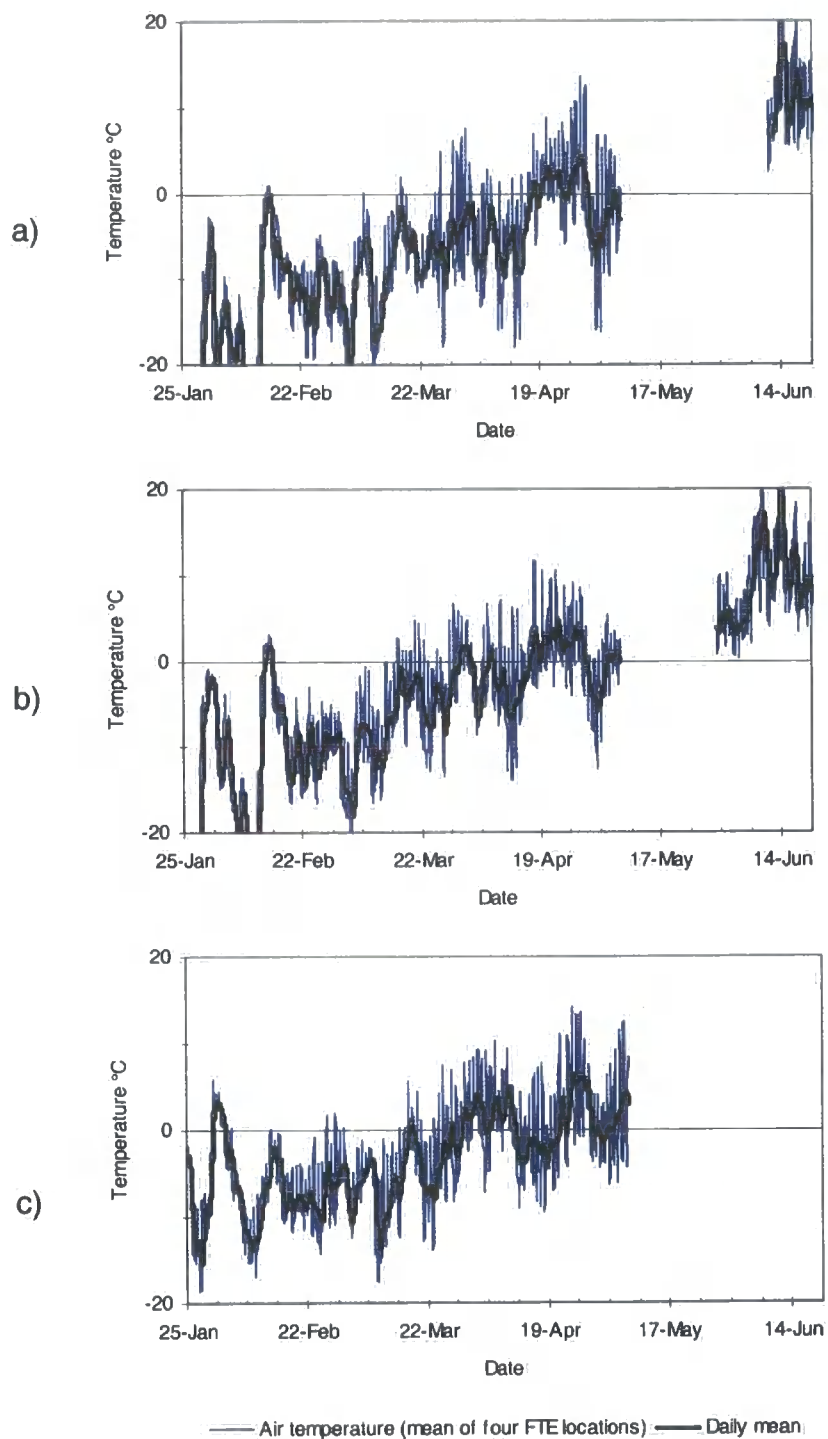 a)
Temperature °C
20
0
-20
25-Jan 22-Feb 22-Mar 19-Apr 17-May 14-Jun
Date
b)
Temperature °C
20
0
-20
25-Jan 22-Feb 22-Mar 19-Apr 17-May 14-Jun
Date
c)
Temperature °C
20
0
-20
25-Jan 22-Feb 22-Mar 19-Apr 17-May 14-Jun
Date
Air temperature (mean of four FTE locations) Daily mean